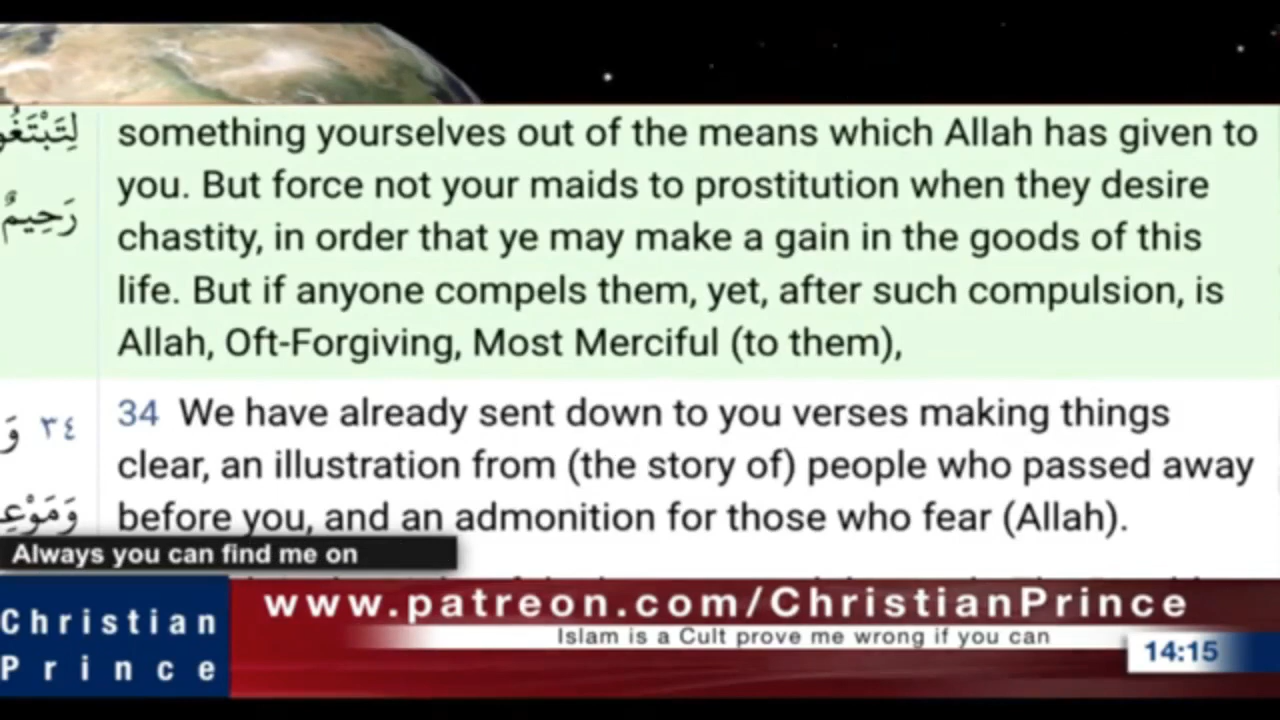 something yourselves out of the means which Allah has given to
you. But force not your maids to prostitution when they desire
رَحِيمٌ
chastity, in order that ye may make a gain in the goods of this
life. But if anyone compels them, yet, after such compulsion, is
Allah, Oft-Forgiving, Most Merciful (to them),
٣٤
34 We have already sent down to you verses making things
clear, an illustration from (the story of) people who passed away
before you, and an admonition for those who fear (Allah).
Always you can find me on
Christian
Prince
www.patreon.com/ChristianPrince
Islam is a Cult prove me wrong if you can
14:15